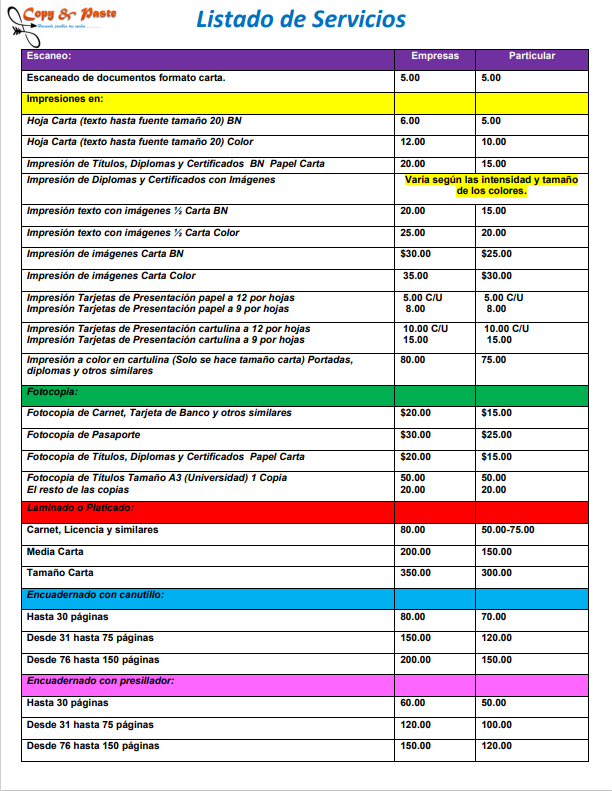 Copy & Paste
Listado de Servicios
Escaneo: Empresas Particular
Escaneado de documentos formato carta. 5.00 5.00
Impresiones en:
Hoja Carta (texto hasta fuente tamaño 20) BN 6.00 5.00
Hoja Carta (texto hasta fuente tamaño 20) Color 12.00 10.00
Impresión de Títulos, Diplomas y Certificados BN Papel Carta 20.00 15.00
Impresión de Diplomas y Certificados con Imágenes Varía según las intensidad y tamaño
de los colores.
Impresión texto con imágenes ½ Carta BN 20.00 15.00
Impresión texto con imágenes ½ Carta Color 25.00 20.00
Impresión de imágenes Carta BN $30.00 $25.00
Impresión de imágenes Carta Color 35.00 $30.00
Impresión Tarjetas de Presentación papel a 12 por hojas 5.00 C/U 5.00 C/U
Impresión Tarjetas de Presentación papel a 9 por hojas 8.00 8.00
Impresión Tarjetas de Presentación cartulina a 12 por hojas 10.00 C/U 10.00 C/U
Impresión Tarjetas de Presentación cartulina a 9 por hojas 15.00 15.00
Impresión a color en cartulina (Solo se hace tamaño carta) Portadas, 80.00 75.00
diplomas y otros similares
Fotocopia:
Fotocopia de Carnet, Tarjeta de Banco y otros similares $20.00 $15.00
Fotocopia de Pasaporte $30.00 $25.00
Fotocopia de Títulos, Diplomas y Certificados Papel Carta $20.00 $15.00
Fotocopia de Títulos Tamaño A3 (Universidad) 1 Copia 50.00 50.00
El resto de las copias 20.00 20.00
Laminado o Platicado:
Carnet, Licencia y similares 80.00 50.00-75.00
Media Carta 200.00 150.00
Tamaño Carta 350.00 300.00
Encuadernado con canutillo:
Hasta 30 páginas 80.00 70.00
Desde 31 hasta 75 páginas 150.00 120.00
Desde 76 hasta 150 páginas 200.00 150.00
Encuadernado con presillador:
Hasta 30 páginas 60.00 50.00
Desde 31 hasta 75 páginas 120.00 100.00
Desde 76 hasta 150 páginas 150.00 120.00